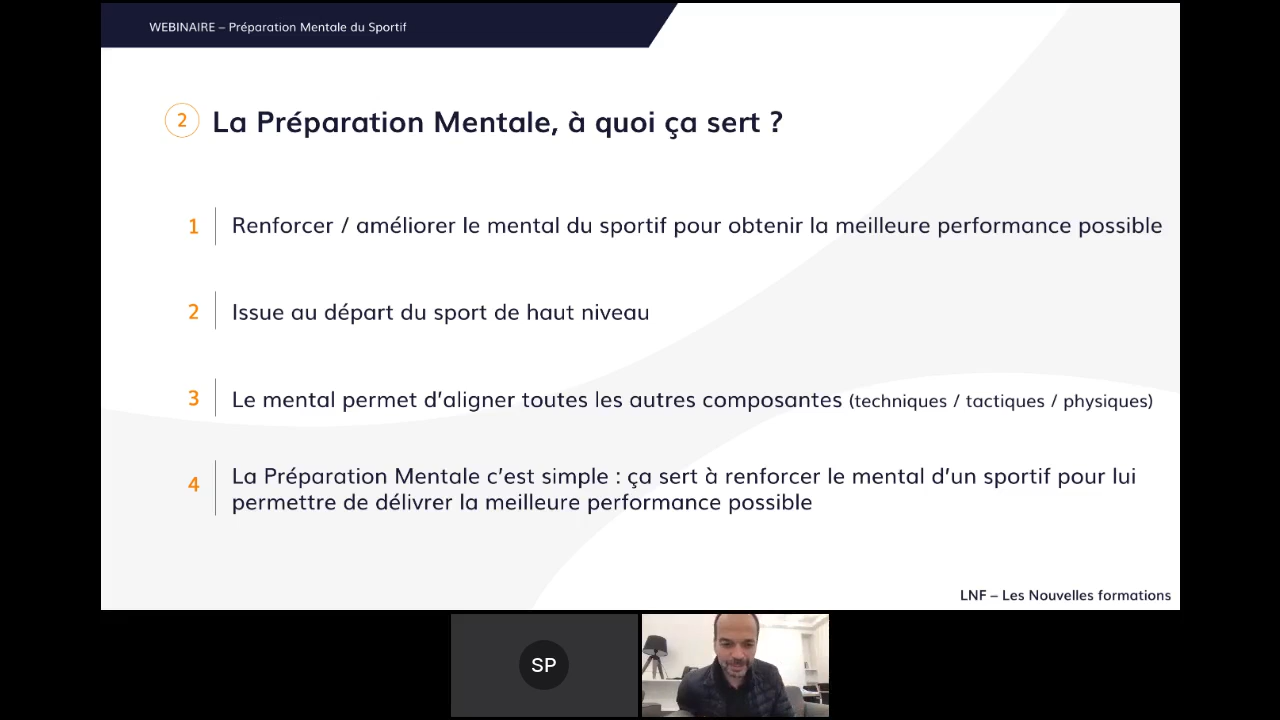 WEBINAIRE – Préparation Mentale du Sportif
2 La Préparation Mentale, à quoi ça sert ?
1 Renforcer / améliorer le mental du sportif pour obtenir la meilleure performance possible
2 Issue au départ du sport de haut niveau
3 Le mental permet d’aligner toutes les autres composantes (techniques / tactiques / physiques)
4 La Préparation Mentale c’est simple : ça sert à renforcer le mental d’un sportif pour lui
permettre de délivrer la meilleure performance possible
LNF – Les Nouvelles formations
SP